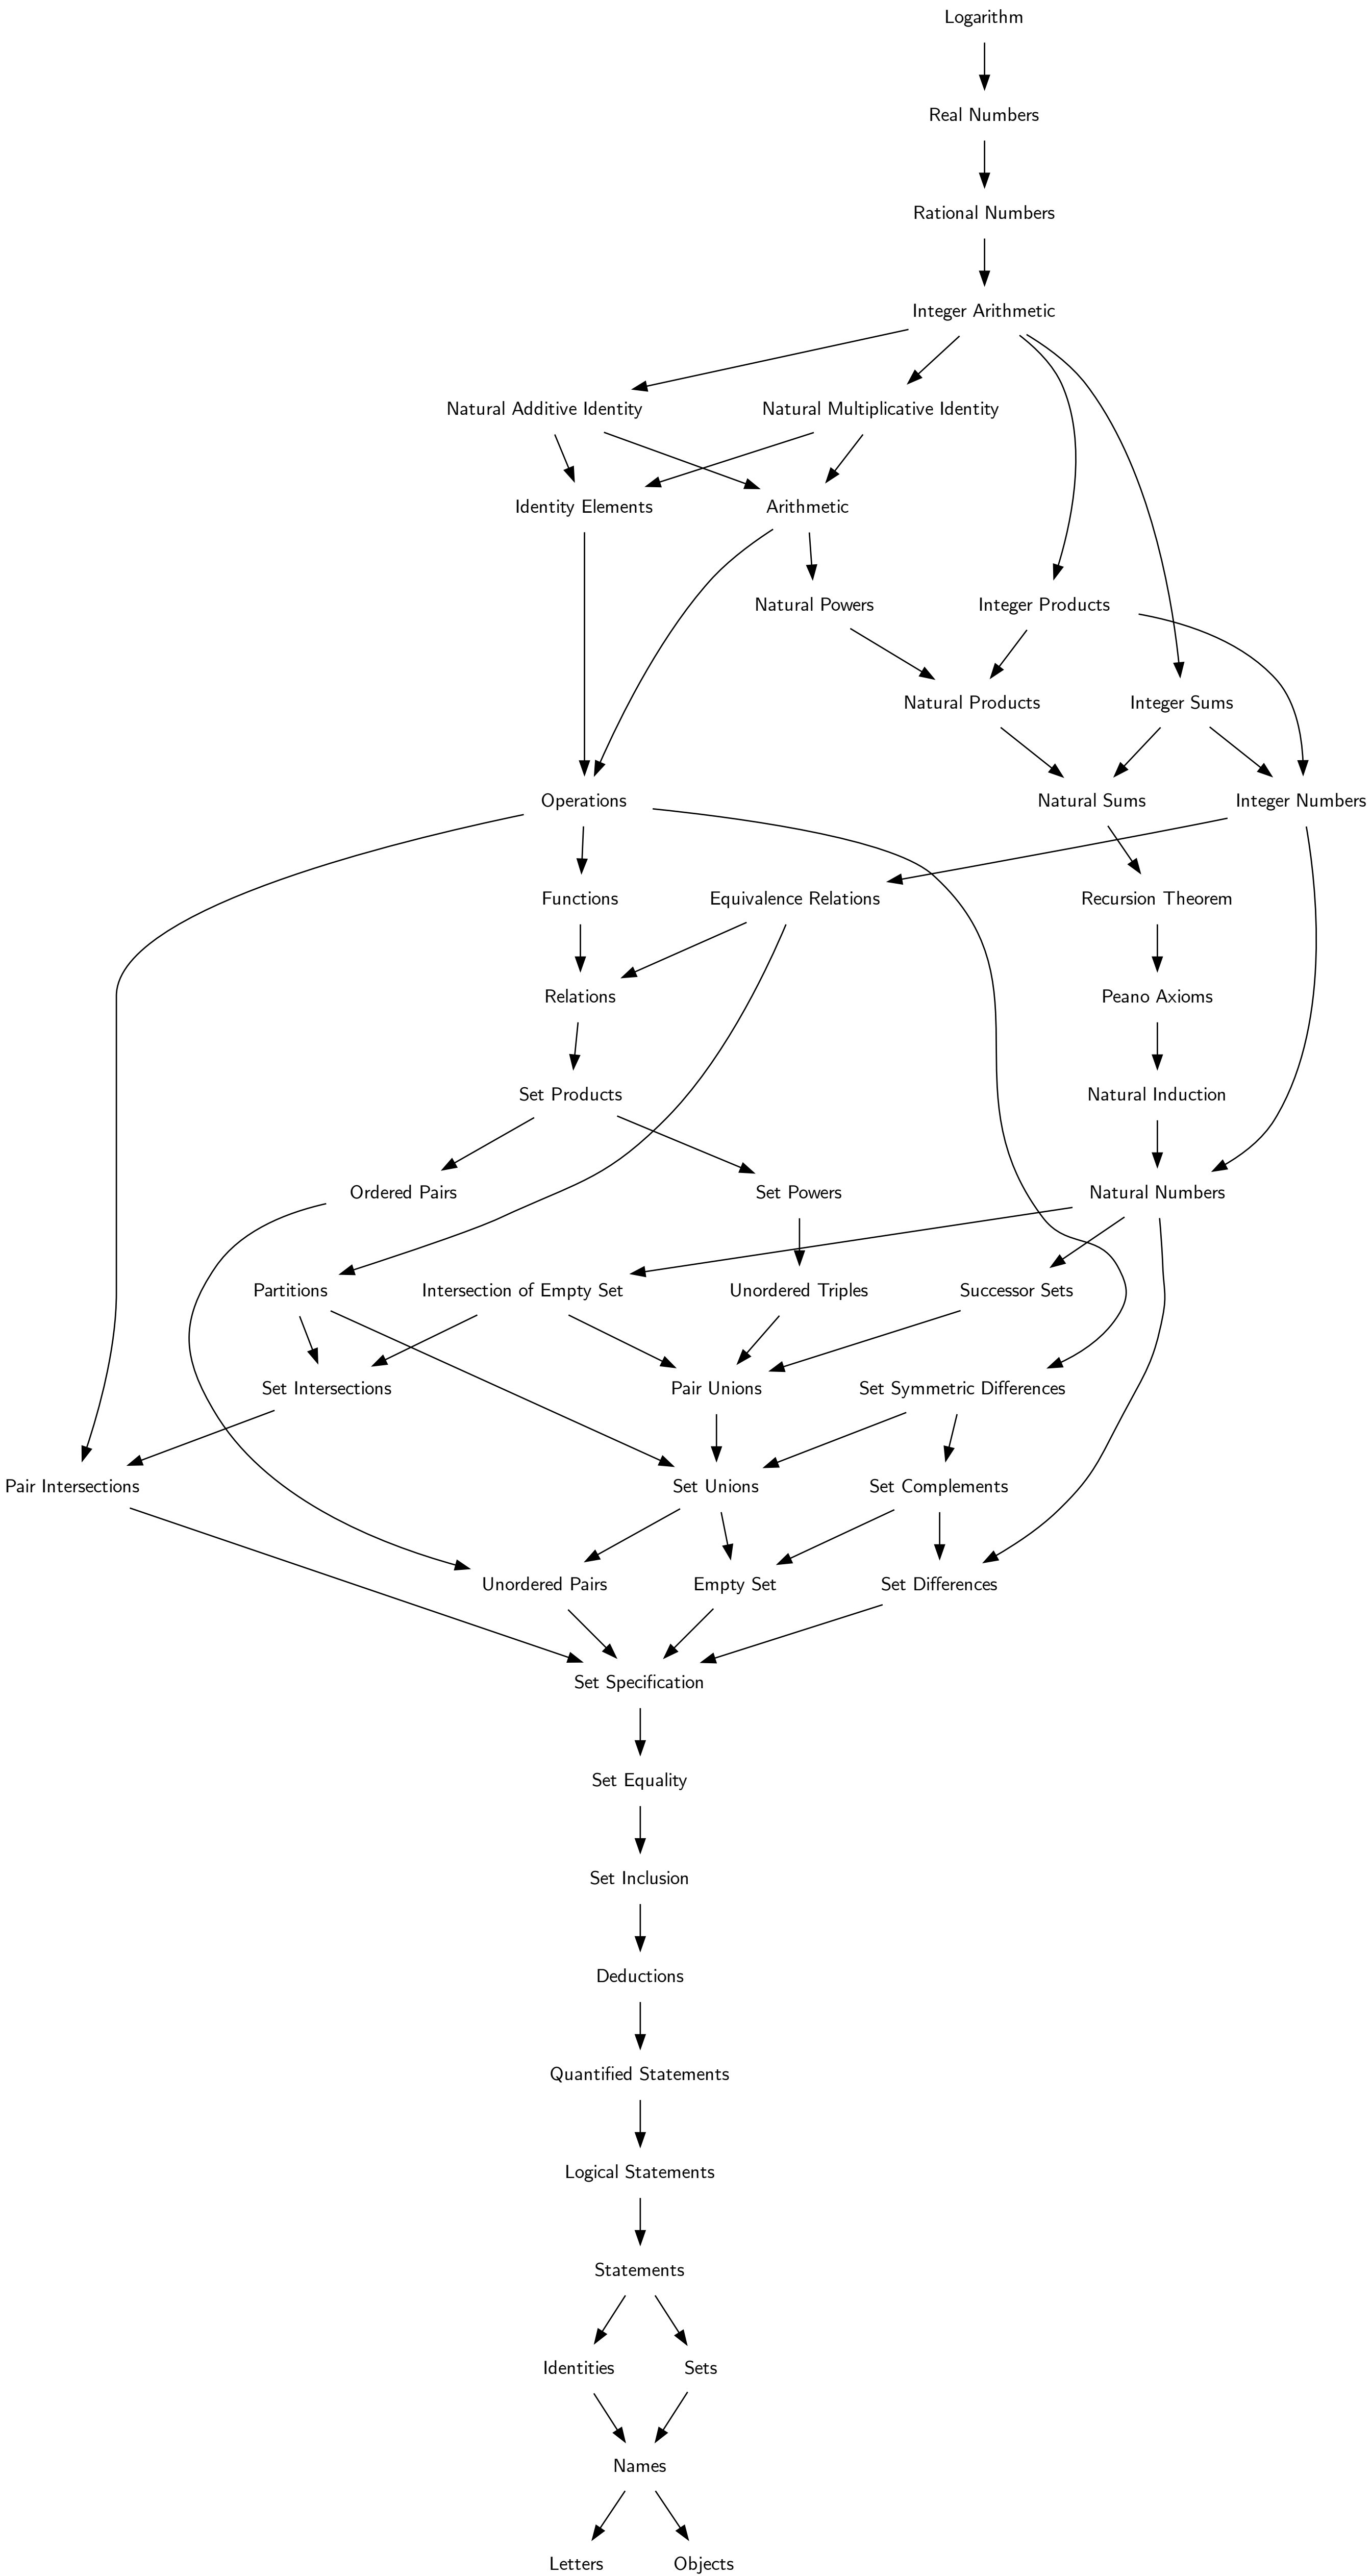 Logarithm
Real Numbers
Rational Numbers
Integer Arithmetic
Natural Additive Identity
Natural Multiplicative Identity
Identity Elements
Arithmetic
Natural Powers
Integer Products
Natural Products
Integer Sums
Operations
Natural Sums
Integer Numbers
Functions
Equivalence Relations
Recursion Theorem
Relations
Peano Axioms
Set Products
Natural Induction
Ordered Pairs
Set Powers
Natural Numbers
Partitions
Intersection of Empty Set
Unordered Triples
Successor Sets
Set Intersections
Pair Unions
Set Symmetric Differences
Pair Intersections
Set Unions
Set Complements
Unordered Pairs
Empty Set
Set Differences
Set Specification
Set Equality
Set Inclusion
Deductions
Quantified Statements
Logical Statements
Statements
Identities
Sets
Names
Letters
Objects